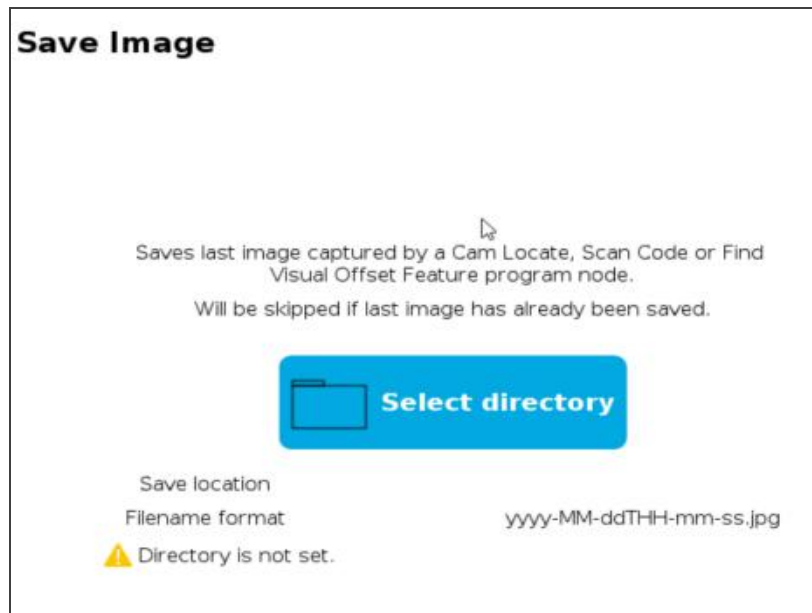 Save Image
Saves last image captured by a Cam Locate, Scan Code or Find
Visual Offset Feature program node.
Will be skipped if last image has already been saved.
Select directory
Save location
Filename format yyyy-MM-ddTHH-mm-ss.jpg
Directory is not set.